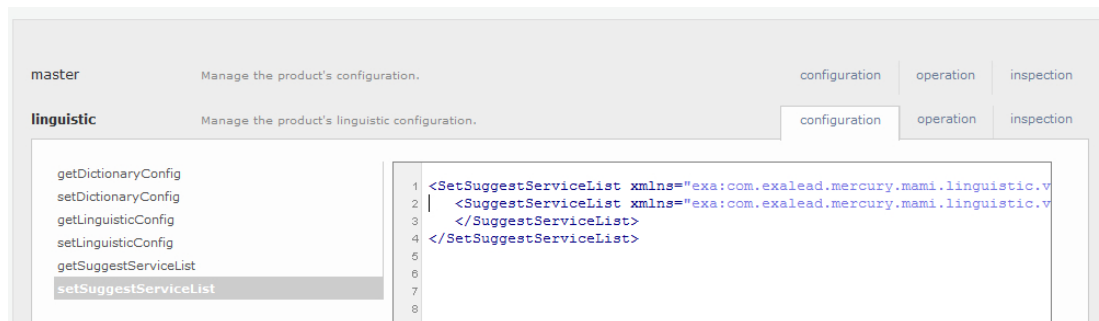 master Manage the product's configuration. configuration operation inspection
linguistic Manage the product's linguistic configuration. configuration operation inspection
getDictionaryConfig
setDictionaryConfig
getLinguisticConfig
setLinguisticConfig
getSuggestServiceList
setSuggestServiceList
1 <SetSuggestServiceList xmlns="exa:com.exalead.mercury.mami.linguistic.v
2 <SuggestServiceList xmlns="exa:com.exalead.mercury.mami.linguistic.v
3 </SuggestServiceList>
4 </SetSuggestServiceList>
5
6
7
8